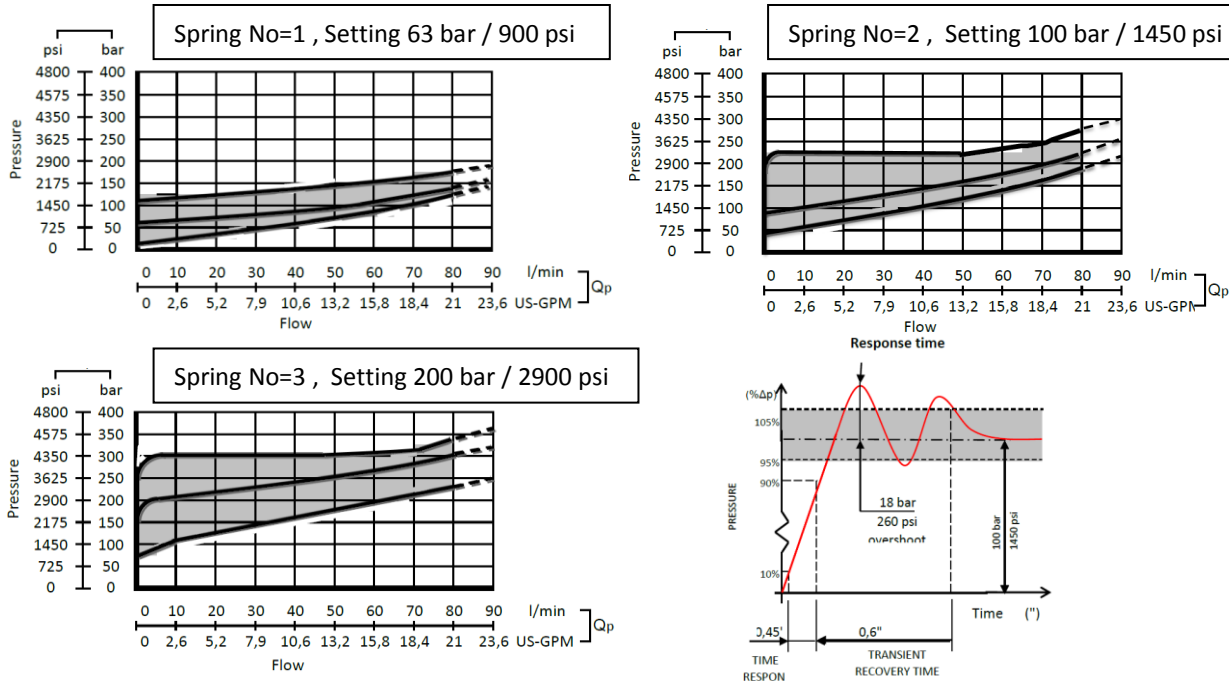 Spring No=1 , Setting 63 bar / 900 psi
psi bar
4800 400
4575 350
4350 300
3625 250
2900 200
2175 150
1450 100
725 50
0 0
Pressure
0 10 20 30 40 50 60 70 80 90 l/min
0 2,6 5,2 7,9 10,6 13,2 15,8 18,4 21 23,6 US-GPM
Qp
Flow
Spring No=2 , Setting 100 bar / 1450 psi
psi bar
4800 400
4575 350
4350 300
3625 250
2900 200
2175 150
1450 100
725 50
0 0
Pressure
0 10 20 30 40 50 60 70 80 90 l/min
0 2,6 5,2 7,9 10,6 13,2 15,8 18,4 21 23,6 US-GPM
Qp
Flow
Spring No=3 , Setting 200 bar / 2900 psi
psi bar
4800 400
4575 350
4350 300
3625 250
2900 200
2175 150
1450 100
725 50
0 0
Pressure
0 10 20 30 40 50 60 70 80 90 l/min
0 2,6 5,2 7,9 10,6 13,2 15,8 18,4 21 23,6 US-GPM
Qp
Flow
Response time
(%Δp)
105%
95%
90%
10%
PRESSURE
18 bar
260 psi
overshoot
100 bar
1450 psi
Time (")
0,45'
0,6"
TIME
RESPON
TRANSIENT
RECOVERY TIME